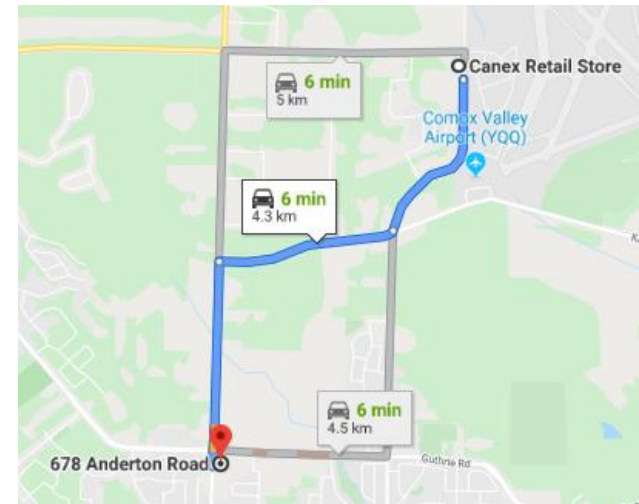 Canex Retail Store
6 min
5 km
Comox Valley
Airport (YQQ)
6 min
4.3 km
6 min
4.5 km
678 Anderton Road
Guthrie Rd